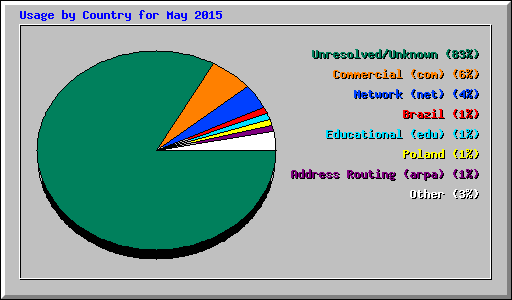 Usage by Country for May 2015
Unresolved/Unknown (83%)
Commercial (com) (6%)
Network (net) (4%)
Brazil (1%)
Educational (edu) (1%)
Poland (1%)
Address Routing (arpa) (1%)
Other (3%)